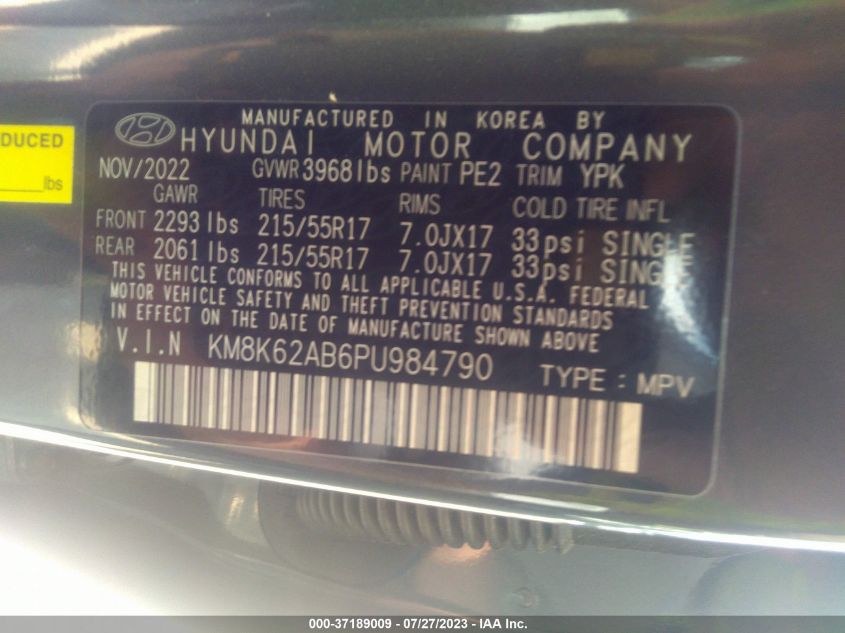 DUCED
lbs
MANUFACTURED IN KOREA BY
HYUNDAI MOTOR COMPANY
NOV/2022 GVWR 3968 lbs PAINT PE2 TRIM YPK
GAWR TIRES RIMS COLD TIRE INFL
FRONT 2293 lbs 215/55R17 7.0JX17 33psi SINGLE
REAR 2061 lbs 215/55R17 7.0JX17 33psi SINGLE
THIS VEHICLE CONFORMS TO ALL APPLICABLE U.S.A. FEDERAL
MOTOR VEHICLE SAFETY AND THEFT PREVENTION STANDARDS
IN EFFECT ON THE DATE OF MANUFACTURE SHOWN ABOVE
V.I.N KM8K62AB6PU984790 TYPE : MPV
000-37189009 - 07/27/2023 - IAA Inc.